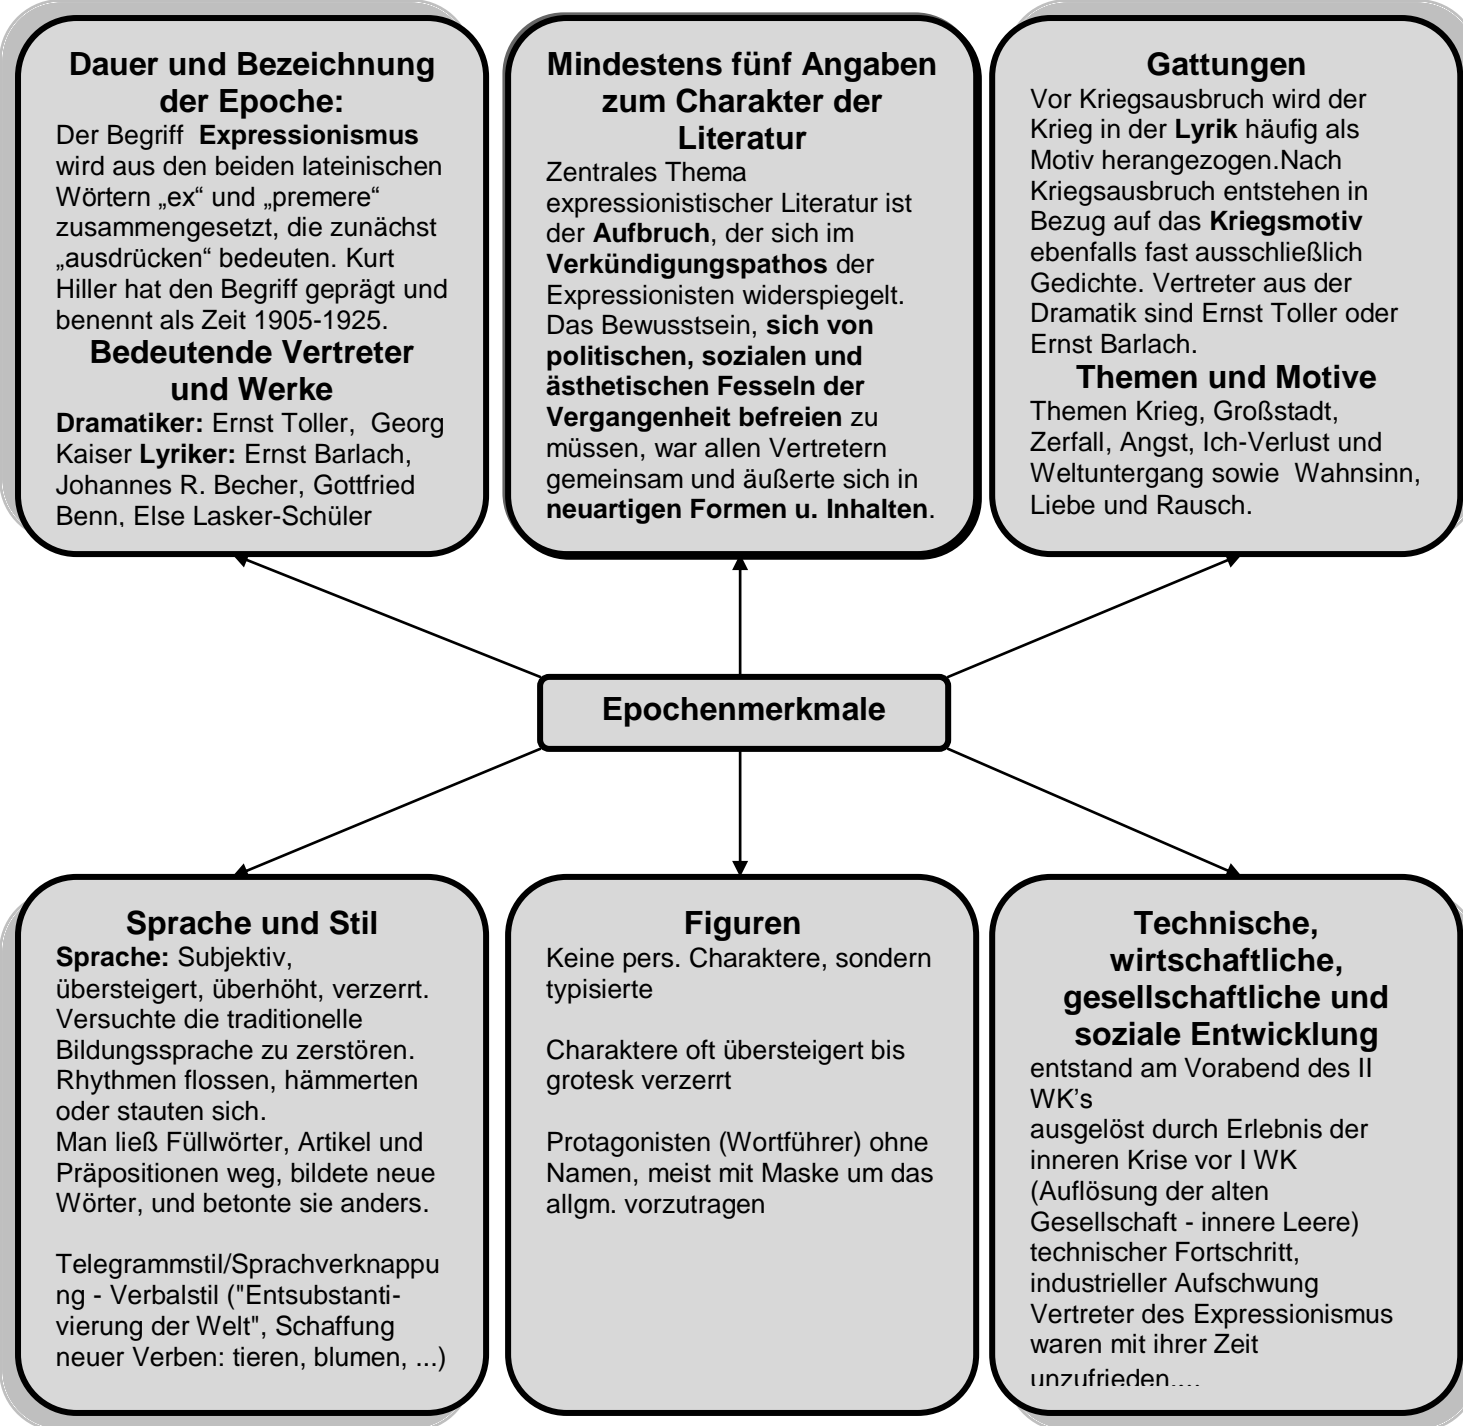 Dauer und Bezeichnung
der Epoche:
Der Begriff  Expressionismus
wird aus den beiden lateinischen
Wörtern „ex“ und „premere“
zusammengesetzt, die zunächst
„ausdrücken“ bedeuten. Kurt
Hiller hat den Begriff geprägt und
benennt als Zeit 1905-1925.
Bedeutende Vertreter
und Werke
Dramatiker: Ernst Toller,  Georg
Kaiser Lyriker: Ernst Barlach,
Johannes R. Becher, Gottfried
Benn, Else Lasker-Schüler
Mindestens fünf Angaben
zum Charakter der
Literatur
Zentrales Thema
expressionistischer Literatur ist
der Aufbruch, der sich im
Verkündigungspathos der
Expressionisten widerspiegelt.
Das Bewusstsein, sich von
politischen, sozialen und
ästhetischen Fesseln der
Vergangenheit befreien zu
müssen, war allen Vertretern
gemeinsam und äußerte sich in
neuartigen Formen u. Inhalten.
Gattungen
Vor Kriegsausbruch wird der
Krieg in der Lyrik häufig als
Motiv herangezogen.Nach
Kriegsausbruch entstehen in
Bezug auf das Kriegsmotiv
ebenfalls fast ausschließlich
Gedichte. Vertreter aus der
Dramatik sind Ernst Toller oder
Ernst Barlach.
Themen und Motive
Themen Krieg, Großstadt,
Zerfall, Angst, Ich-Verlust und
Weltuntergang sowie  Wahnsinn,
Liebe und Rausch.
Epochenmerkmale
Sprache und Stil
Sprache: Subjektiv,
übersteigert, überhöht, verzerrt.
Versuchte die traditionelle
Bildungssprache zu zerstören.
Rhythmen flossen, hämmerten
oder stauten sich.
Man ließ Füllwörter, Artikel und
Präpositionen weg, bildete neue
Wörter, und betonte sie anders.
Telegrammstil/Sprachverknappu
ng - Verbalstil ("Entsubstanti-
vierung der Welt", Schaffung
neuer Verben: tieren, blumen, ...)
Figuren
Keine pers. Charaktere, sondern
typisierte
Charaktere oft übersteigert bis
grotesk verzerrt
Protagonisten (Wortführer) ohne
Namen, meist mit Maske um das
allgm. vorzutragen
Technische,
wirtschaftliche,
gesellschaftliche und
soziale Entwicklung
entstand am Vorabend des II
WK’s
ausgelöst durch Erlebnis der
inneren Krise vor I WK
(Auflösung der alten
Gesellschaft - innere Leere)
technischer Fortschritt,
industrieller Aufschwung
Vertreter des Expressionismus
waren mit ihrer Zeit
unzufrieden....